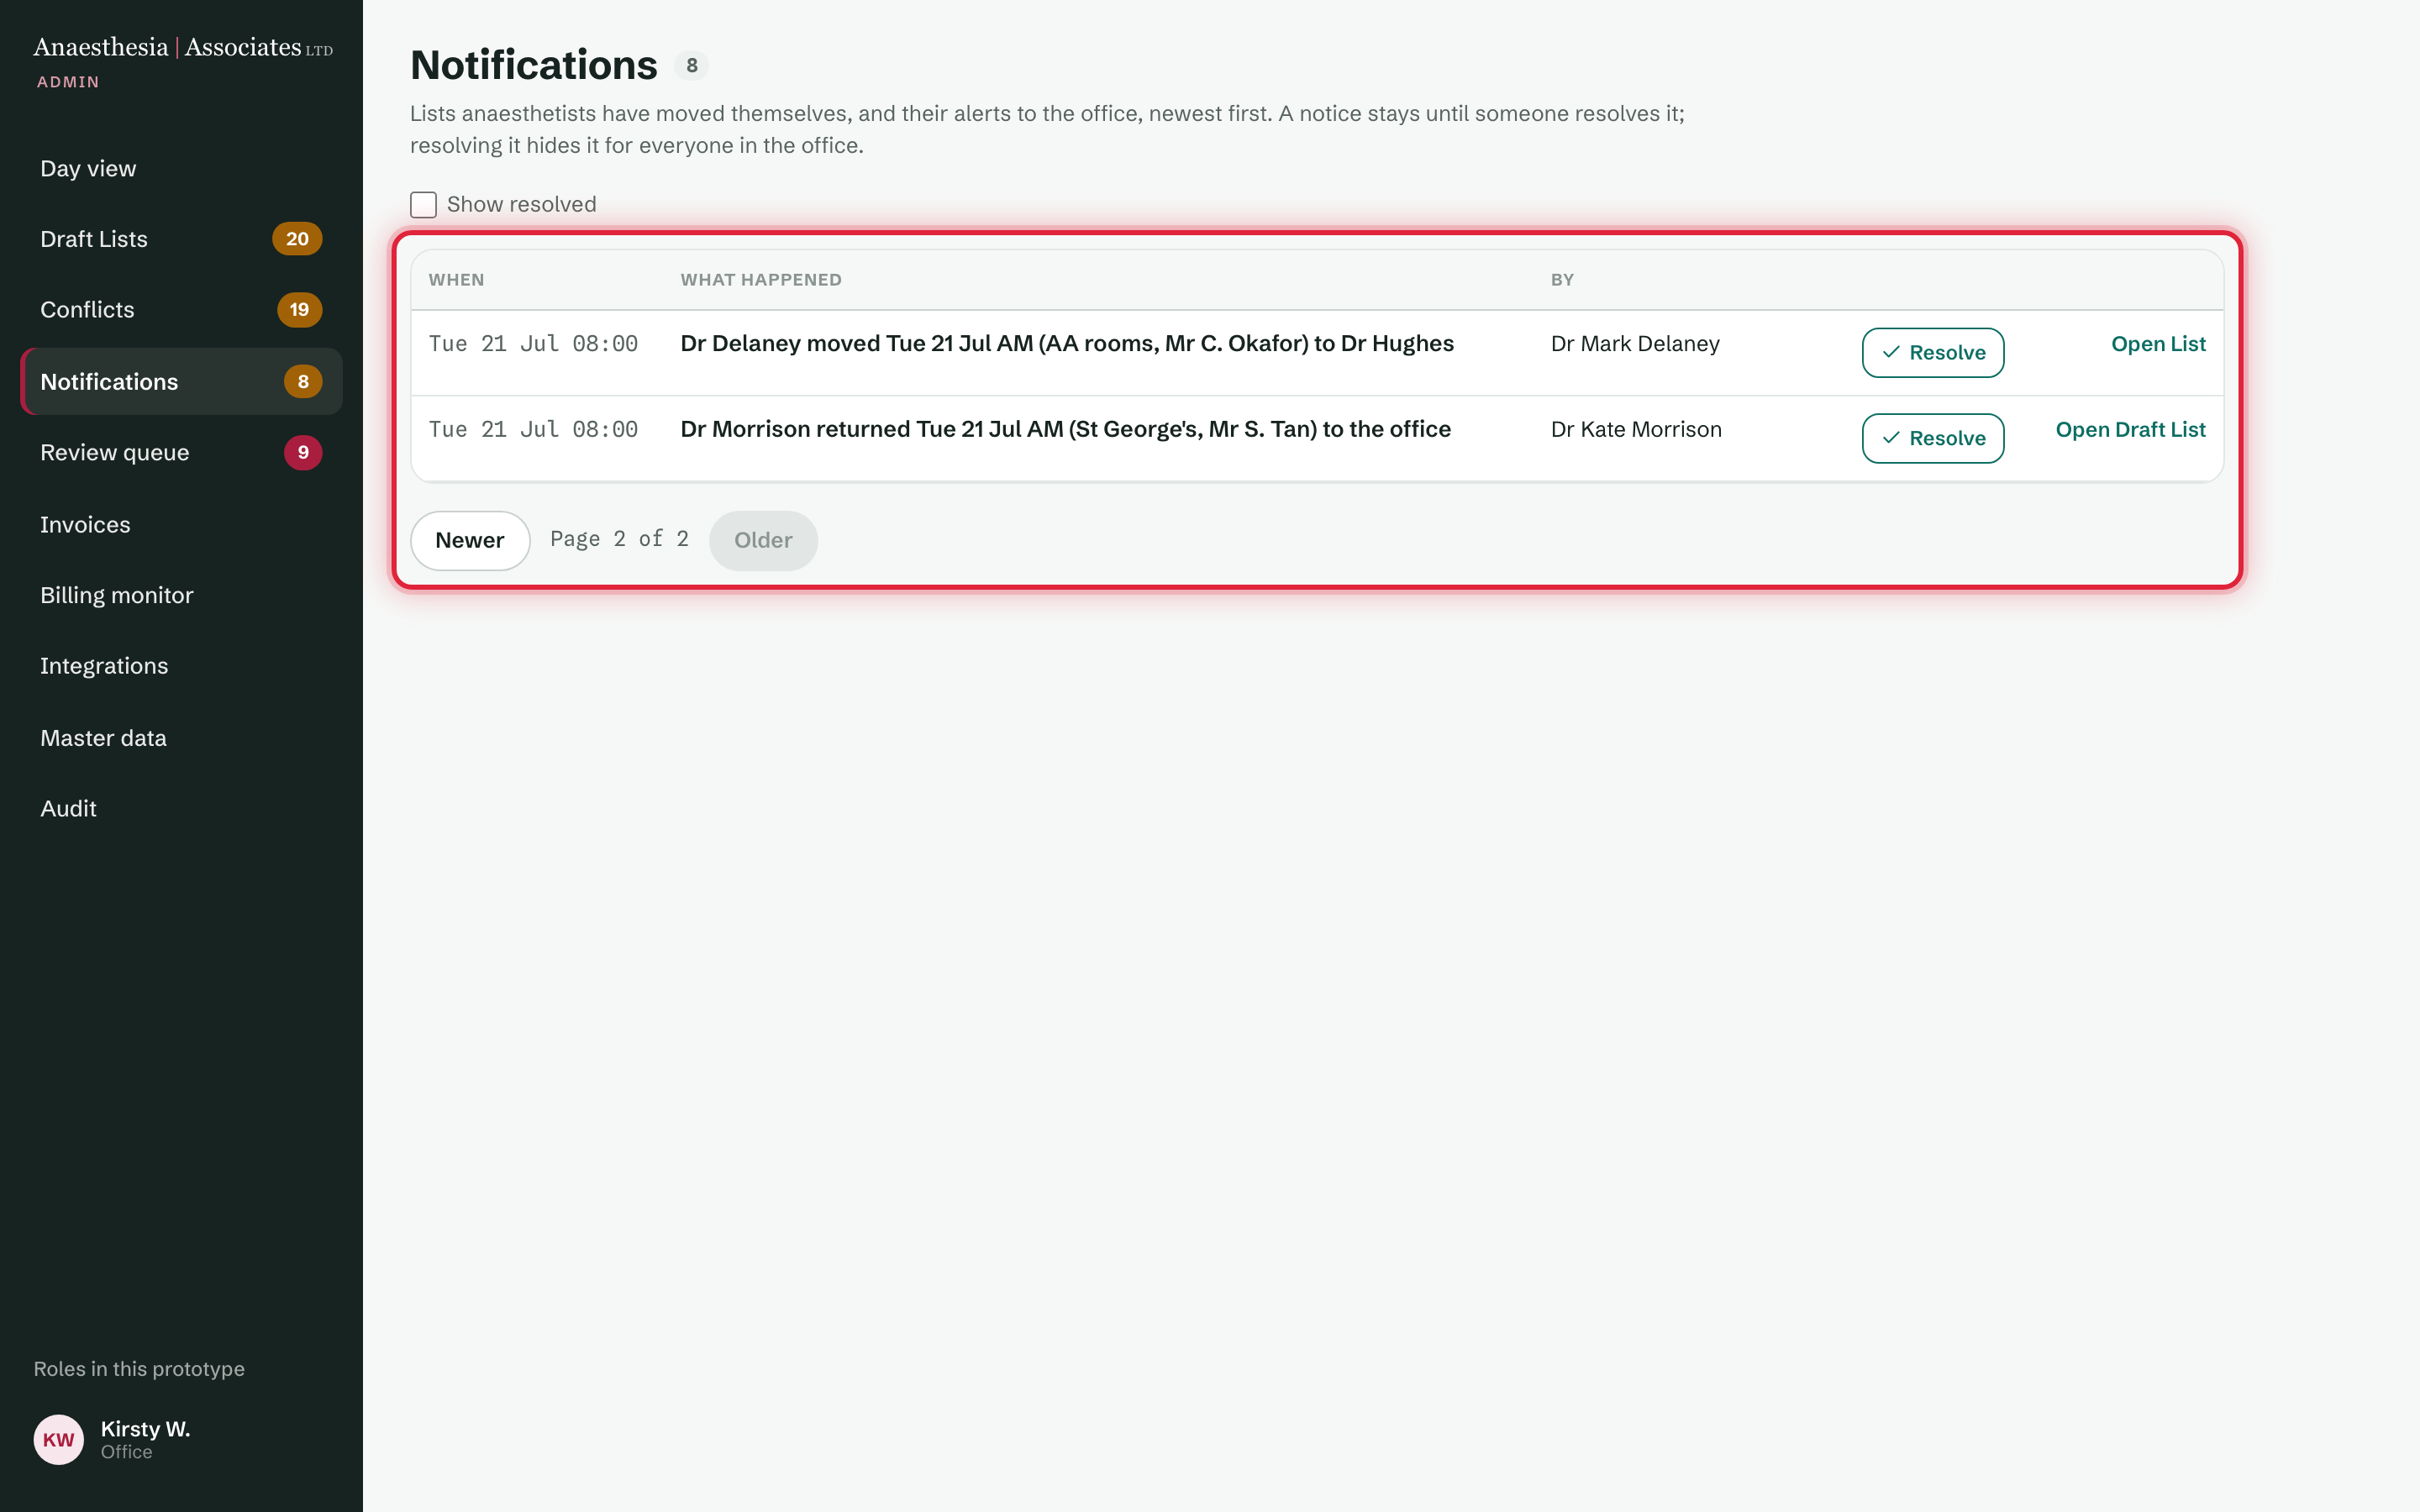 Anaesthesia | Associates LTD
ADMIN
Day view
Draft Lists 20
Conflicts 19
Notifications 8
Review queue 9
Invoices
Billing monitor
Integrations
Master data
Audit
Roles in this prototype
KW
Kirsty W.
Office
Notifications 8
Lists anaesthetists have moved themselves, and their alerts to the office, newest first. A notice stays until someone resolves it;
resolving it hides it for everyone in the office.
Show resolved
WHEN WHAT HAPPENED BY
Tue 21 Jul 08:00 Dr Delaney moved Tue 21 Jul AM (AA rooms, Mr C. Okafor) to Dr Hughes Dr Mark Delaney Resolve Open List
Tue 21 Jul 08:00 Dr Morrison returned Tue 21 Jul AM (St George's, Mr S. Tan) to the office Dr Kate Morrison Resolve Open Draft List
Newer Page 2 of 2 Older